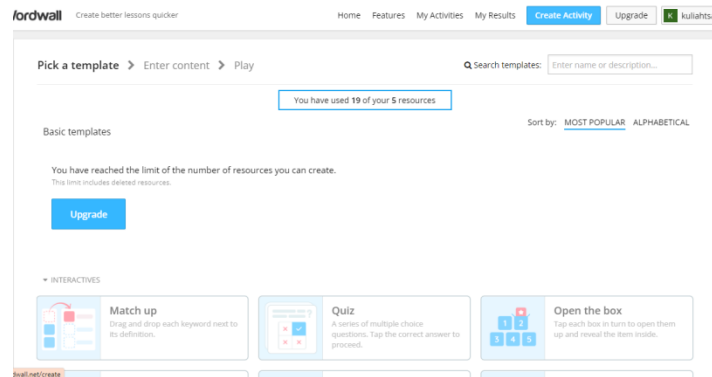 Wordwall Create better lessons quicker Home Features My Activities My Results Create Activity Upgrade K kuliahts
Pick a template > Enter content > Play Search templates: Enter name or description...
You have used 19 of your 5 resources
Sort by: MOST POPULAR ALPHABETICAL
Basic templates
You have reached the limit of the number of resources you can create.
This limit includes deleted resources.
Upgrade
INTERACTIVES
Match up
Drag and drop each keyword next to
its definition.
Quiz
A series of multiple choice
questions. Tap the correct answer to
proceed.
Open the box
Tap each box in turn to open them
up and reveal the item inside.
1 2
3 4 5
dwall.net/create